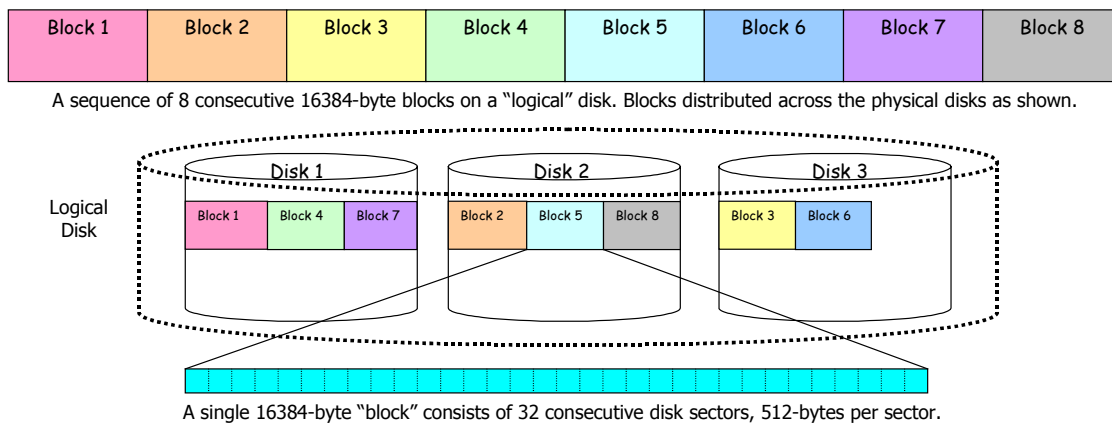 Block 1 Block 2 Block 3 Block 4 Block 5 Block 6 Block 7 Block 8
A sequence of 8 consecutive 16384-byte blocks on a “logical” disk. Blocks distributed across the physical disks as shown.
Disk 1 Disk 2 Disk 3
Logical
Disk
Block 1 Block 4 Block 7 Block 2 Block 5 Block 8 Block 3 Block 6
A single 16384-byte “block” consists of 32 consecutive disk sectors, 512-bytes per sector.